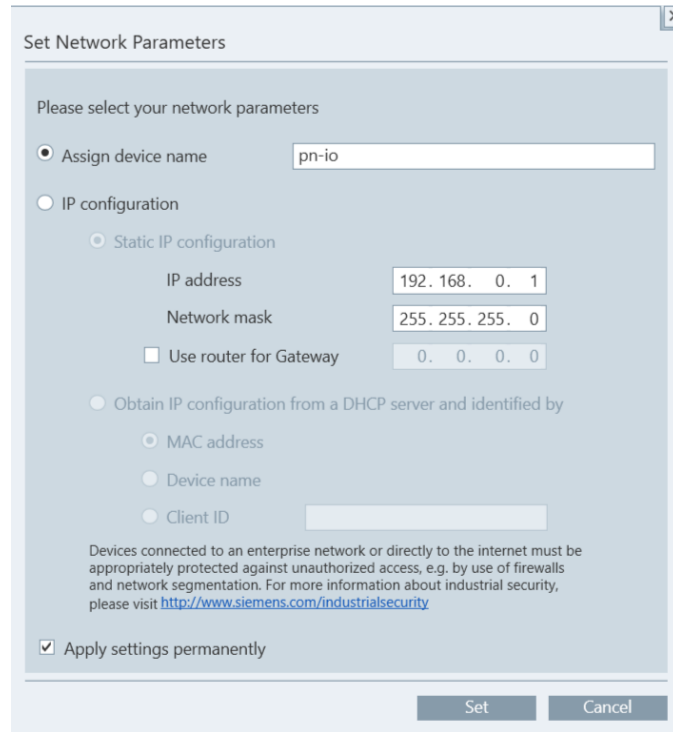 Set Network Parameters
Please select your network parameters
Assign device name pn-io
IP configuration
Static IP configuration
IP address 192. 168. 0. 1
Network mask 255. 255. 255. 0
Use router for Gateway 0. 0. 0. 0
Obtain IP configuration from a DHCP server and identified by
MAC address
Device name
Client ID
Devices connected to an enterprise network or directly to the internet must be
appropriately protected against unauthorized access, e.g. by use of firewalls
and network segmentation. For more information about industrial security,
please visit http://www.siemens.com/industrialsecurity
Apply settings permanently
Set Cancel